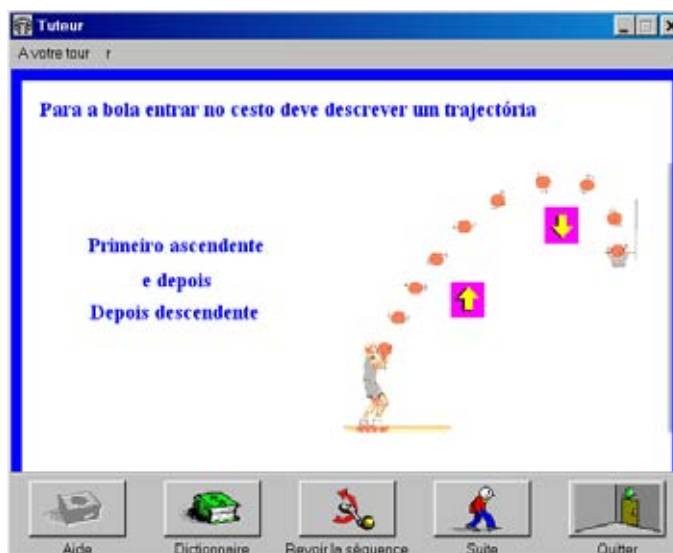 Tuteur
A votre tour r
Para a bola entrar no cesto deve descrever um trajectória
Primeiro ascendente
e depois
Depois descendente
Aide Dictionnaire Revoir la séquence Suite Quitter